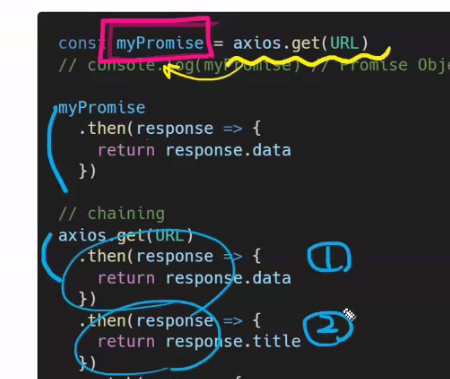 const myPromise = axios.get(URL)
// console.log(myPromise) // Promise Obje
myPromise
.then(response => {
return response.data
})
// chaining
axios.get(URL)
.then(response => {
return response.data
})
1
.then(response => {
return response.title
})
2